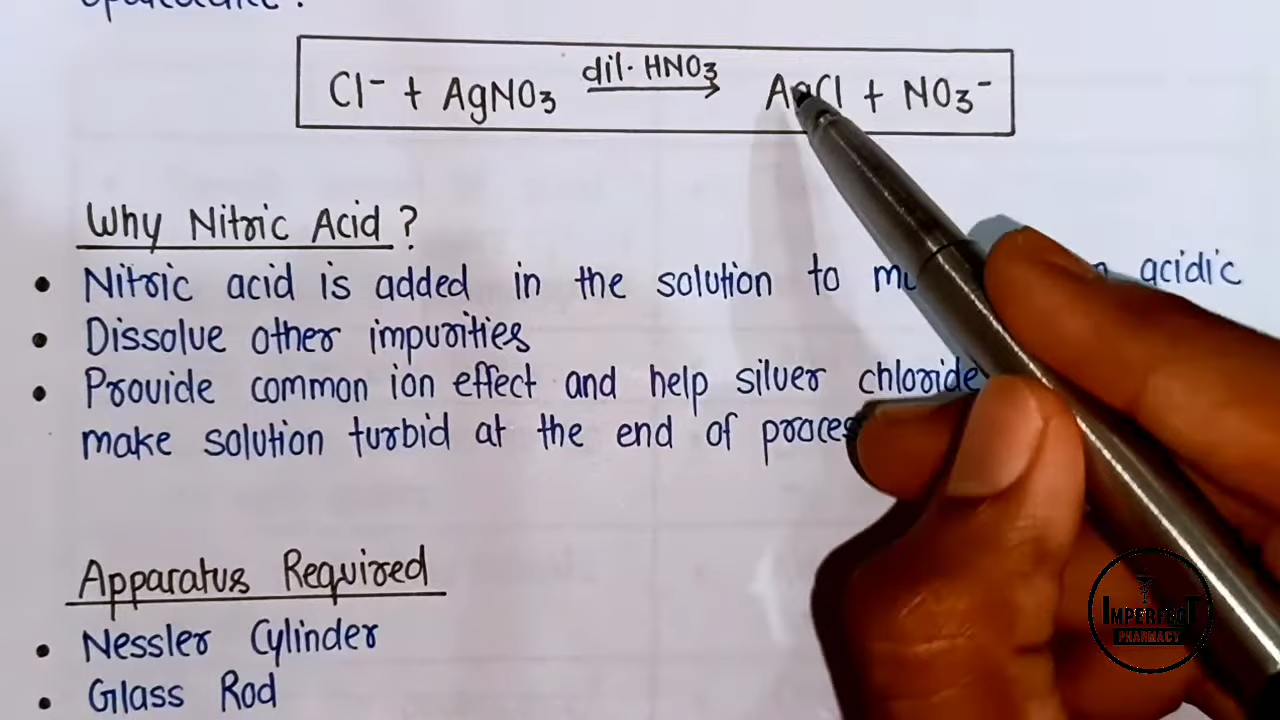 Cl⁻ + AgNO₃ dil. HNO₃ → AgCl + NO₃⁻
Why Nitric Acid ?
• Nitric acid is added in the solution to acidic
• Dissolve other impurities
• Provide common ion effect and help silver chloride
make solution turbid at the end of
Apparatus Required
• Nessler Cylinder
• Glass Rod
IMPERFECT
PHARMACY